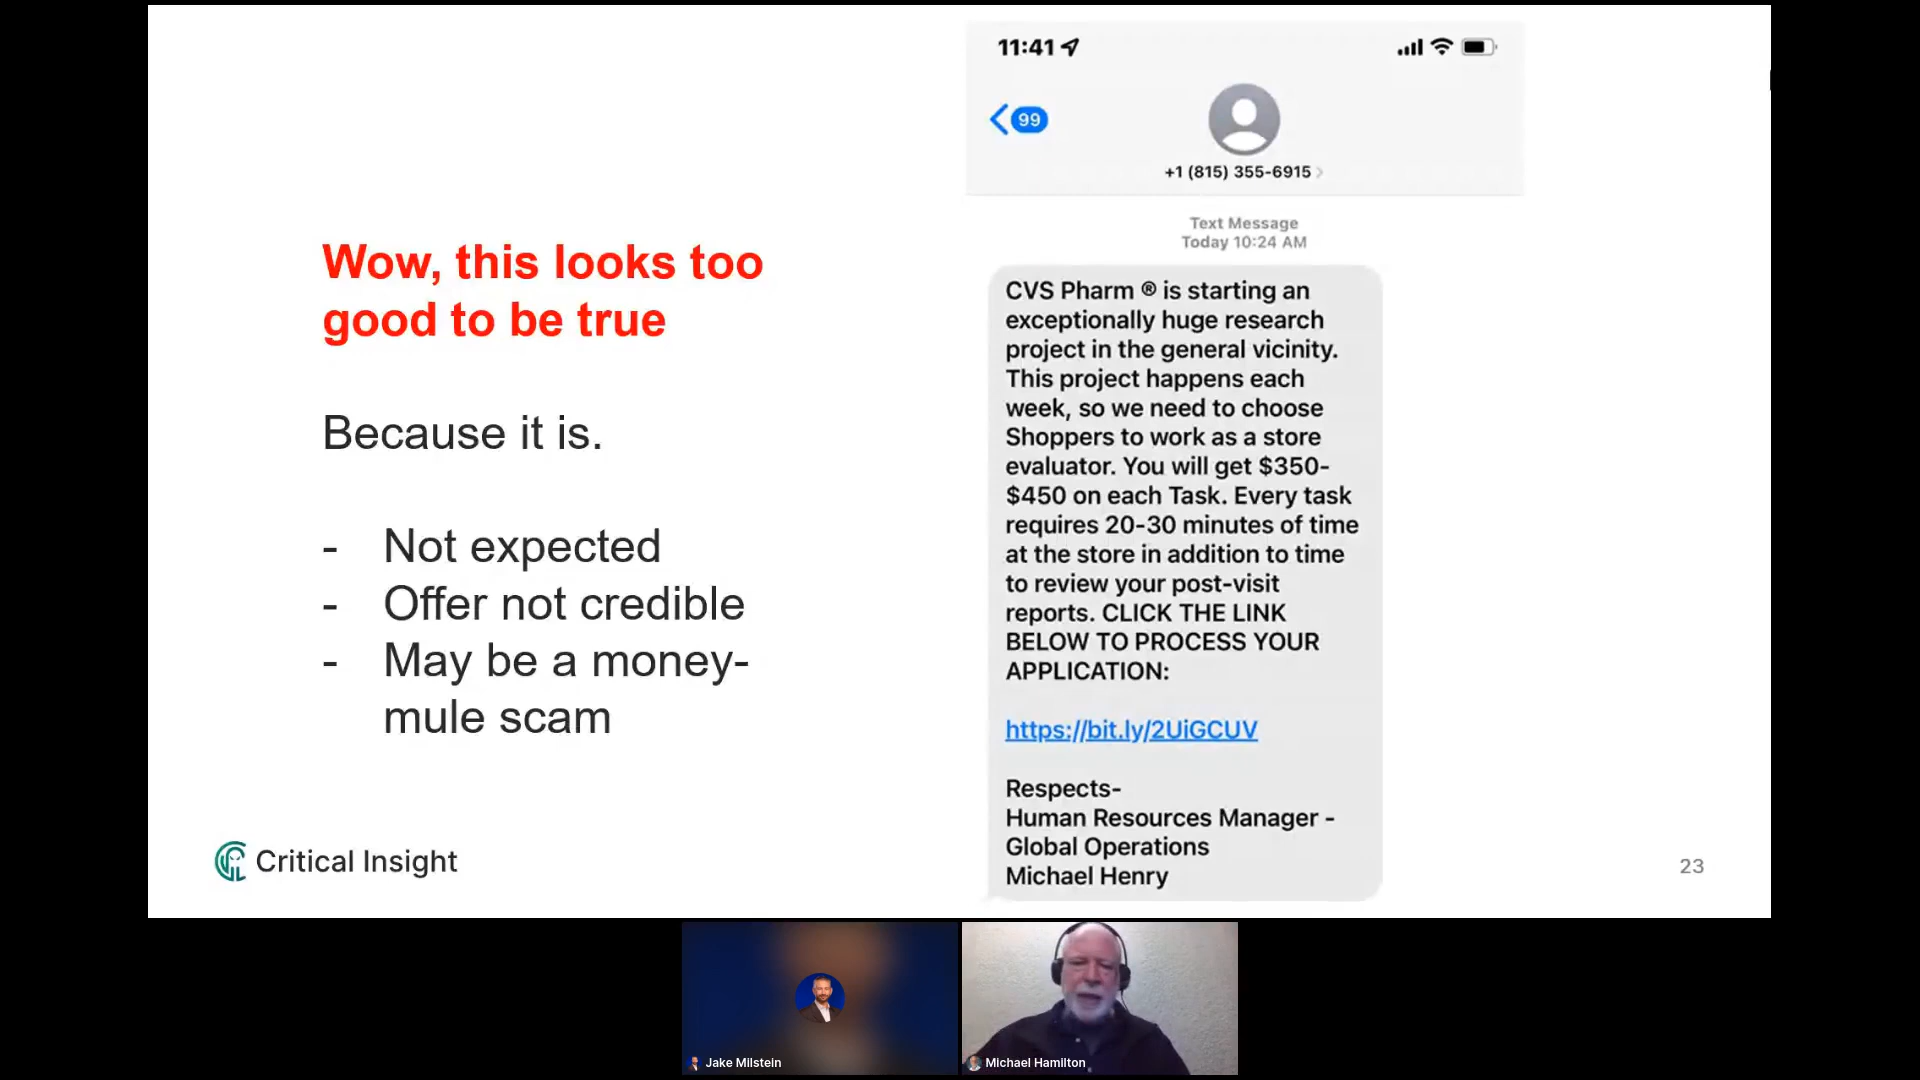 Wow, this looks too
good to be true
Because it is.
- Not expected
- Offer not credible
- May be a money-
mule scam
Critical Insight
11:41
99
+1 (815) 355-6915
Text Message
Today 10:24 AM
CVS Pharm ® is starting an
exceptionally huge research
project in the general vicinity.
This project happens each
week, so we need to choose
Shoppers to work as a store
evaluator. You will get $350-
$450 on each Task. Every task
requires 20-30 minutes of time
at the store in addition to time
to review your post-visit
reports. CLICK THE LINK
BELOW TO PROCESS YOUR
APPLICATION:
https://bit.ly/2UiGCUV
Respects-
Human Resources Manager -
Global Operations
Michael Henry
23
Jake Milstein
Michael Hamilton